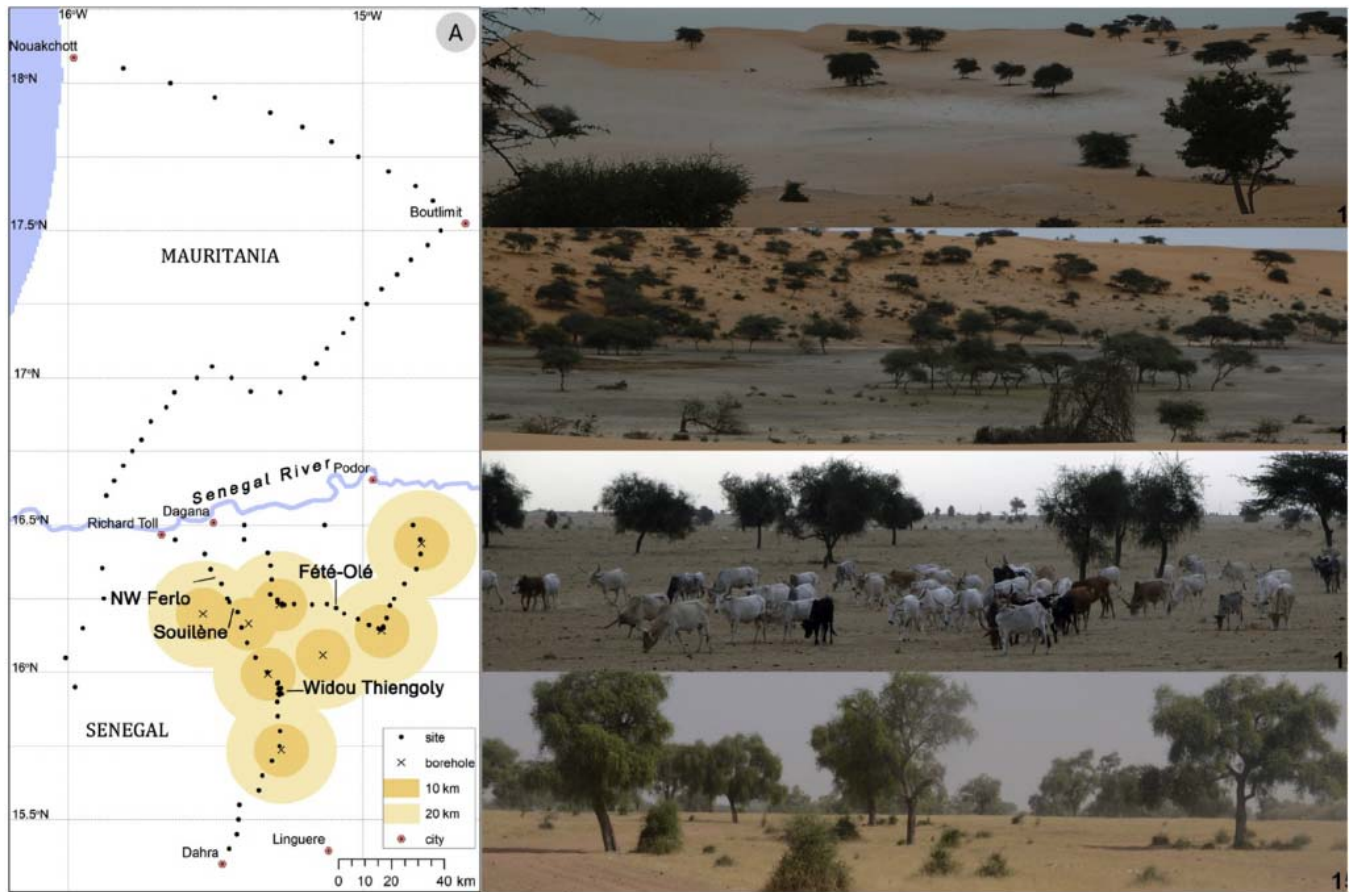 16°W
15°W
A
Nouakchott
18°N
17.5°N
Boutlimit
MAURITANIA
17°N
Senegal River
Podor
Dagana
16.5°N
Richard Toll
Fété-Olé
NW Ferlo
Souilène
16°N
Widou Thiengoly
SENEGAL
site
borehole
10 km
20 km
city
15.5°N
Linguere
Dahra
0 20 40 km
1
1
1
1